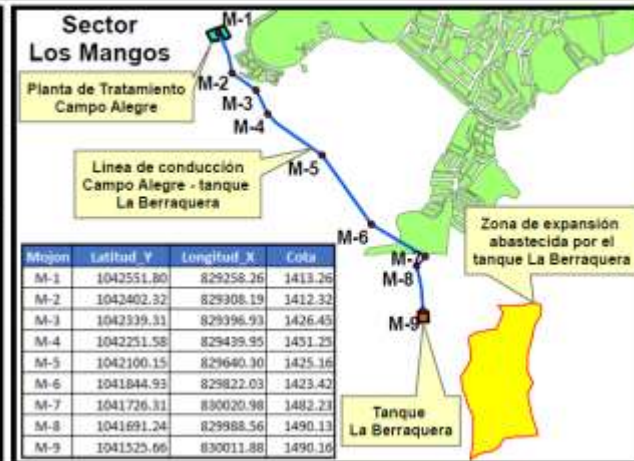 Sector
Los Mangos
M-1
Planta de Tratamiento
Campo Alegre
M-2
M-3
M-4
Linea de conducción
Campo Alegre - tanque
La Berraquera
M-5
M-6
Zona de expansión
abastecida por el
tanque La Berraquera
M-7
M-8
M-9
Tanque
La Berraquera
Mojon Latitud_Y Longitud_X Cota
M-1 1042551.80 829258.26 1413.26
M-2 1042402.32 829308.19 1412.32
M-3 1042339.31 829396.93 1426.45
M-4 1042251.58 829439.95 1451.25
M-5 1042100.15 829640.30 1425.16
M-6 1041844.93 829822.03 1423.42
M-7 1041726.31 830020.98 1482.23
M-8 1041691.24 829988.56 1490.13
M-9 1041525.66 830011.88 1490.16